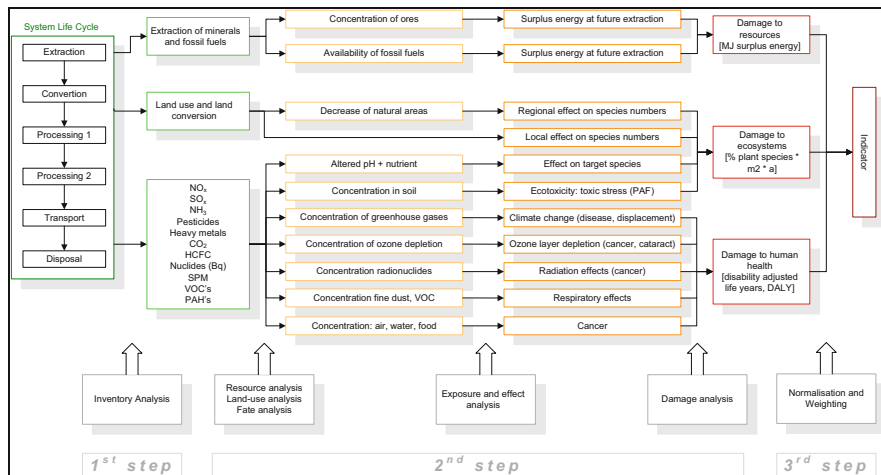 System Life Cycle
Extraction
Convertion
Processing 1
Processing 2
Transport
Disposal
Extraction of minerals
and fossil fuels
Land use and land
conversion
NOx
SOx
NH3
Pesticides
Heavy metals
CO2
HCFC
Nuclides (Bq)
SPM
VOC's
PAH's
Concentration of ores
Availability of fossil fuels
Decrease of natural areas
Altered pH + nutrient
Concentration in soil
Concentration of greenhouse gases
Concentration of ozone depletion
Concentration radionuclides
Concentration fine dust, VOC
Concentration: air, water, food
Surplus energy at future extraction
Surplus energy at future extraction
Regional effect on species numbers
Local effect on species numbers
Effect on target species
Ecotoxicity: toxic stress (PAF)
Climate change (disease, displacement)
Ozone layer depletion (cancer, cataract)
Radiation effects (cancer)
Respiratory effects
Cancer
Damage to
resources
[MJ surplus energy]
Damage to
ecosystems
[% plant species *
m2 * a]
Damage to human
health
[disability adjusted
life years, DALY]
Indicator
Inventory Analysis
Resource analysis
Land-use analysis
Fate analysis
Exposure and effect
analysis
Damage analysis
Normalisation and
Weighting
1st step
2nd step
3rd step